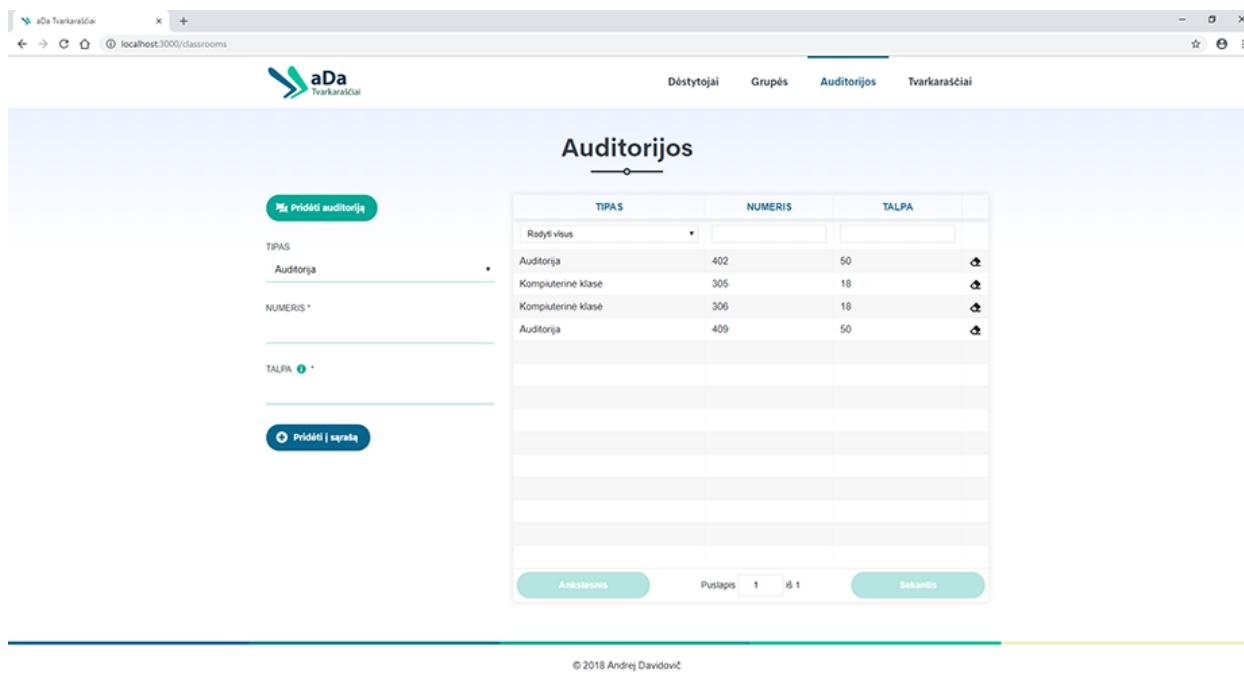 aDa Tvarkaraščiai
localhost:3000/classrooms
aDa
Tvarkaraščiai
Dėstytojai Grupės Auditorijos Tvarkaraščiai
Auditorijos
Pridėti auditoriją
TIPAS
Auditorija
NUMERIS *
TALPA *
Pridėti į sąrašą
TIPAS NUMERIS TALPA
Rodyti visus
Auditorija 402 50
Kompiuterinė klasė 305 18
Kompiuterinė klasė 306 18
Auditorija 409 50
Ankstesnis Puslapis 1 iš 1 Sekantis
© 2018 Andrej Davidovič